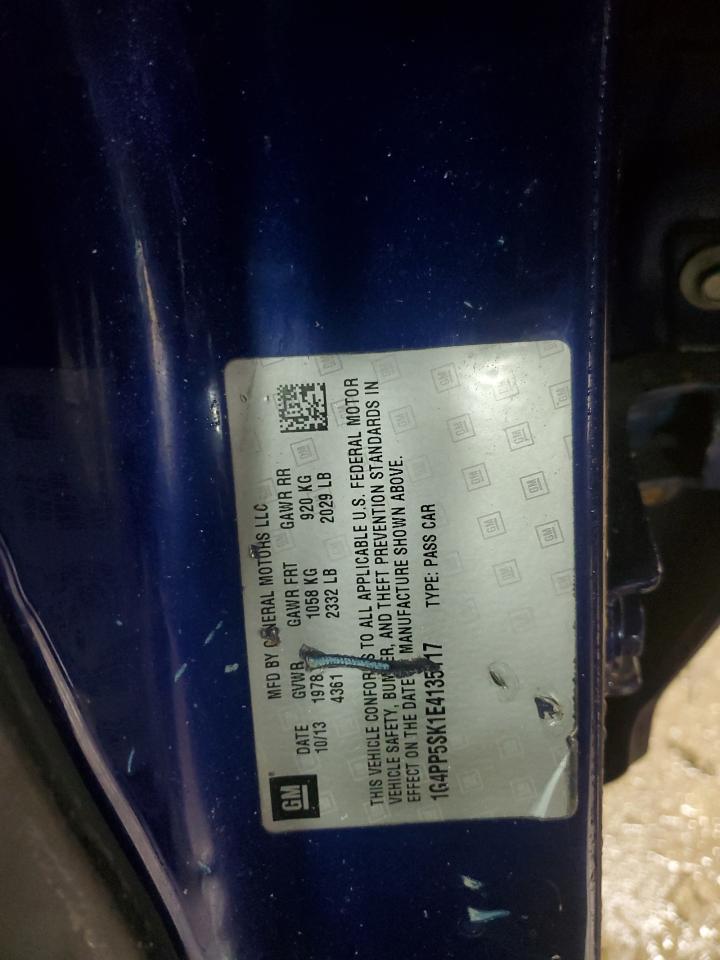 GM
MFD BY GENERAL MOTORS LLC
DATE GVWR GAWR FRT GAWR RR
10/13 1978 1058 KG 920 KG
4361 2332 LB 2029 LB
THIS VEHICLE CONFORMS TO ALL APPLICABLE U.S. FEDERAL MOTOR
VEHICLE SAFETY, BUMPER, AND THEFT PREVENTION STANDARDS IN
EFFECT ON THE DATE MANUFACTURE SHOWN ABOVE.
TYPE: PASS CAR